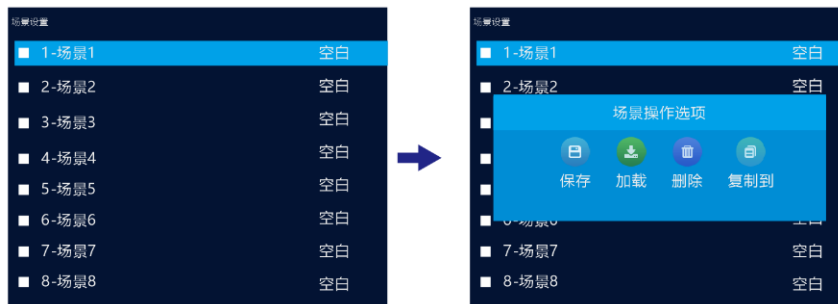 场景设置
1-场景1 空白
2-场景2 空白
3-场景3 空白
4-场景4 空白
5-场景5 空白
6-场景6 空白
7-场景7 空白
8-场景8 空白
场景设置
1-场景1 空白
2-场景2 空白
场景操作选项
保存 加载 删除 复制到
7-场景7 空白
8-场景8 空白